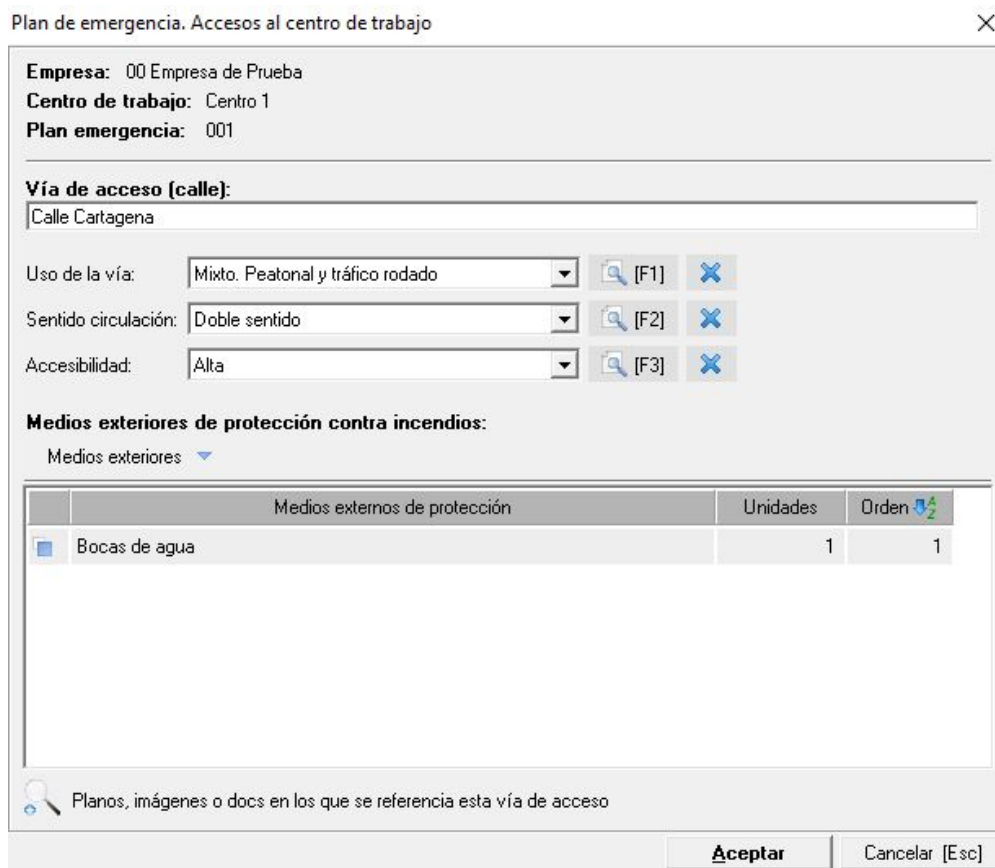 Plan de emergencia. Accesos al centro de trabajo
Empresa: 00 Empresa de Prueba
Centro de trabajo: Centro 1
Plan emergencia: 001
Vía de acceso (calle):
Calle Cartagena
Uso de la vía: Mixto. Peatonal y tráfico rodado [F1]
Sentido circulación: Doble sentido [F2]
Accesibilidad: Alta [F3]
Medios exteriores de protección contra incendios:
Medios exteriores
Medios externos de protección Unidades Orden
Bocas de agua 1 1
Planos, imágenes o docs en los que se referencia esta vía de acceso
Aceptar Cancelar [Esc]